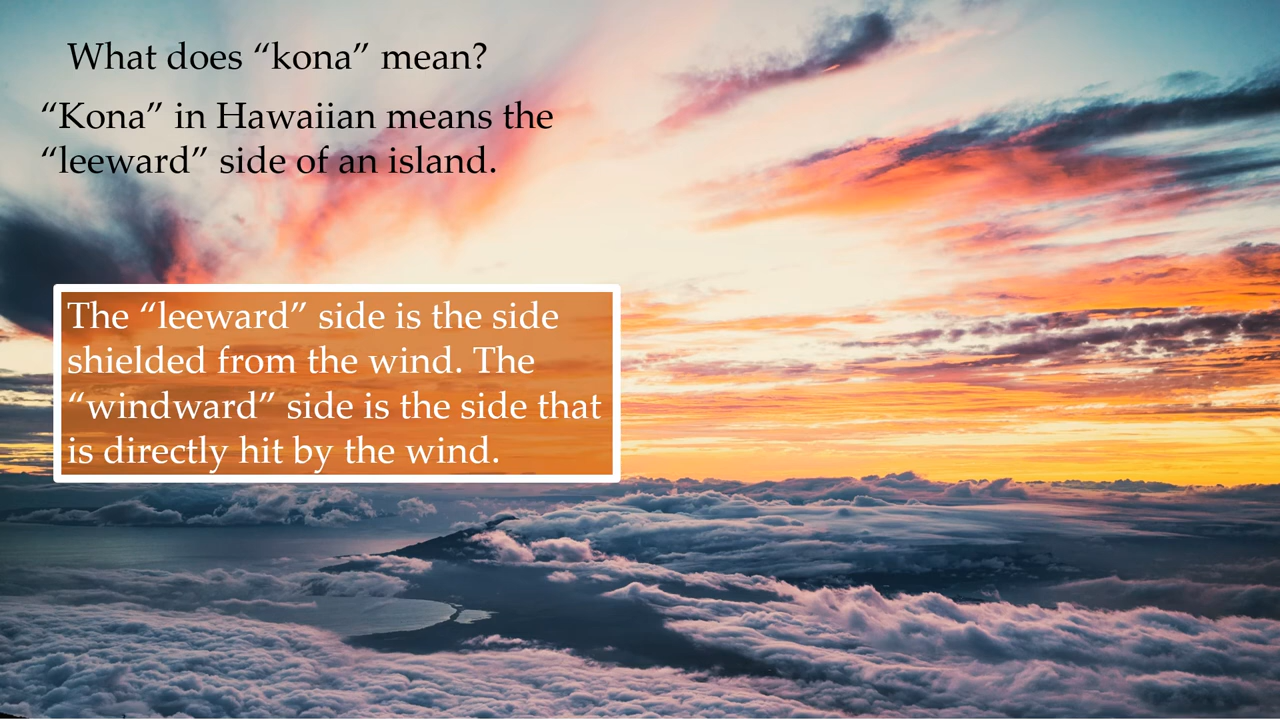 What does “kona” mean?
“Kona” in Hawaiian means the
“leeward” side of an island.
The “leeward” side is the side
shielded from the wind. The
“windward” side is the side that
is directly hit by the wind.